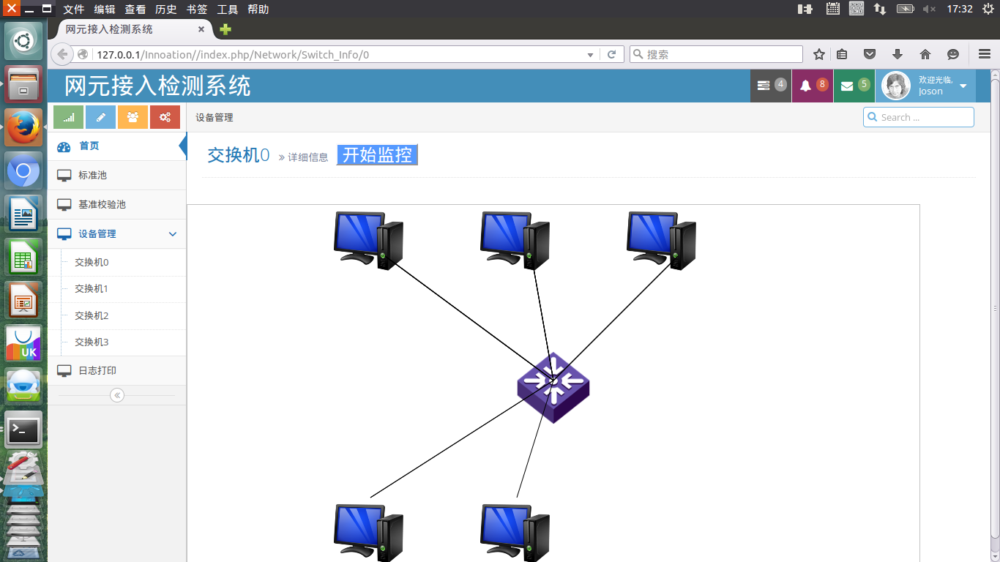 文件 编辑 查看 历史 书签 工具 帮助
17:32
网元接入检测系统
127.0.0.1/Innoation//index.php/Network/Switch_Info/0
搜索
网元接入检测系统
4
8
5
欢迎光临,
Joson
设备管理
Search ...
首页
标准池
基准校验池
设备管理
交换机0
交换机1
交换机2
交换机3
日志打印
交换机0 » 详细信息 开始监控
UK